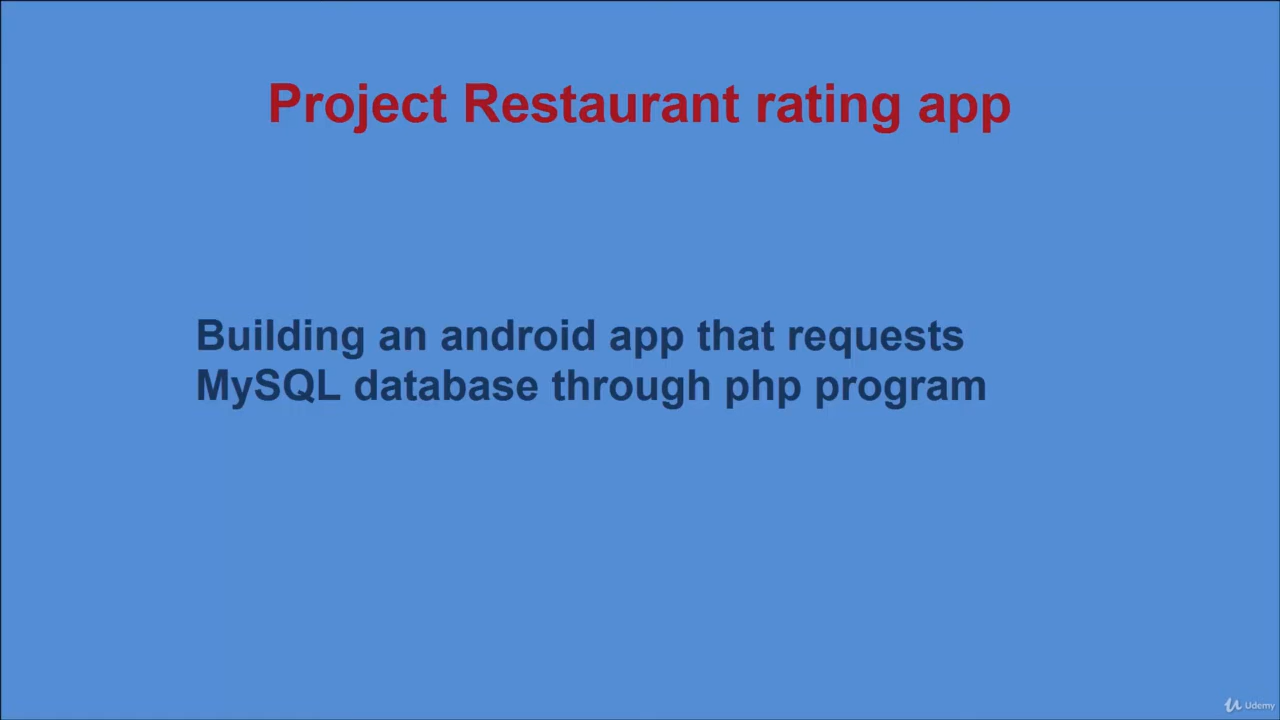 Project Restaurant rating app
Building an android app that requests
MySQL database through php program
Udemy